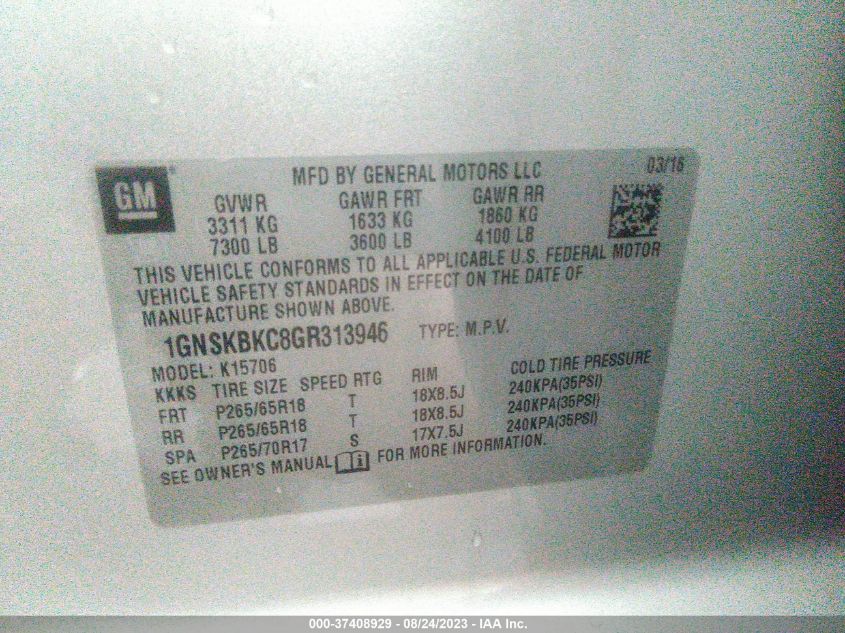 GM®
MFD BY GENERAL MOTORS LLC
03/16
GVWR GAWR FRT GAWR RR
3311 KG 1633 KG 1860 KG
7300 LB 3600 LB 4100 LB
THIS VEHICLE CONFORMS TO ALL APPLICABLE U.S. FEDERAL MOTOR
VEHICLE SAFETY STANDARDS IN EFFECT ON THE DATE OF
MANUFACTURE SHOWN ABOVE.
1GNSKBKC8GR313946 TYPE: M.P.V.
MODEL: K15706
KKKS TIRE SIZE SPEED RTG RIM COLD TIRE PRESSURE
FRT P265/65R18 T 18X8.5J 240KPA(35PSI)
RR P265/65R18 T 18X8.5J 240KPA(35PSI)
SPA P265/70R17 S 17X7.5J 240KPA(35PSI)
SEE OWNER'S MANUAL i FOR MORE INFORMATION.
000-37408929 - 08/24/2023 - IAA Inc.